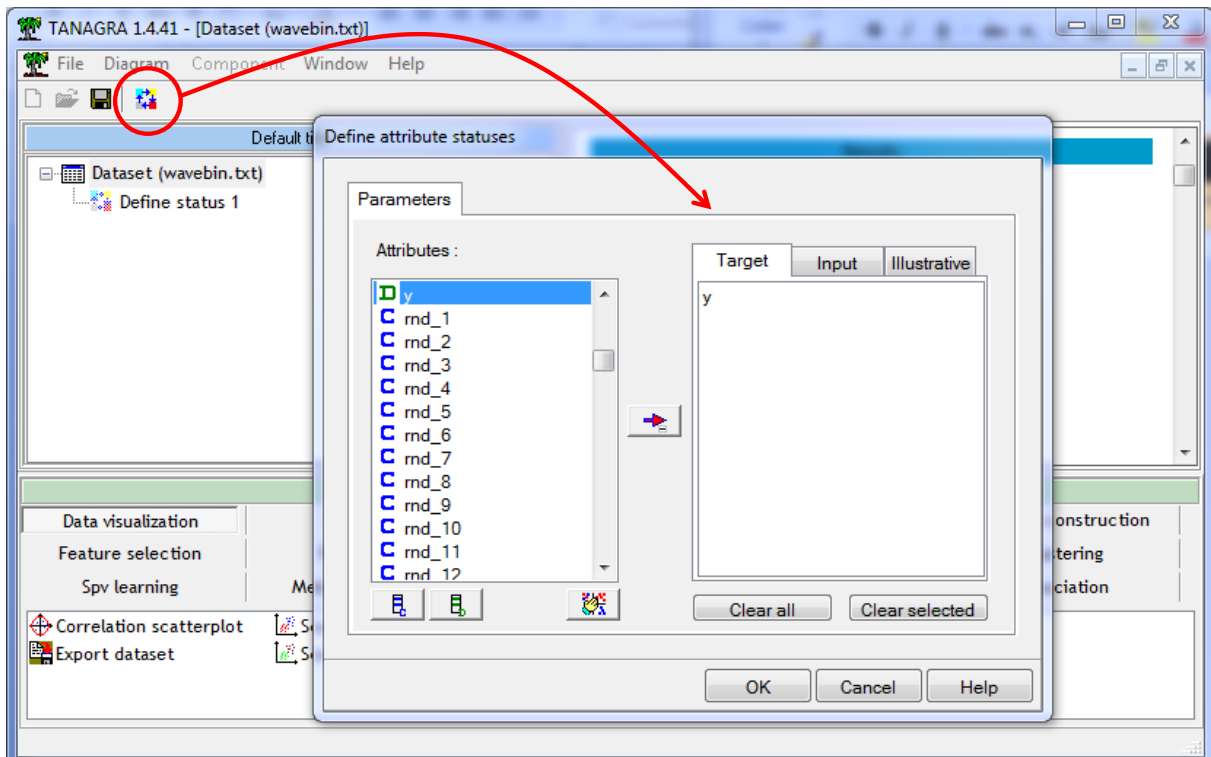 TANAGRA 1.4.41 - [Dataset (wavebin.txt)]
File Diagram Component Window Help
Default ti
Dataset (wavebin.txt)
Define status 1
Define attribute statuses
Parameters
Attributes :
y
rnd_1
rnd_2
rnd_3
rnd_4
rnd_5
rnd_6
rnd_7
rnd_8
rnd_9
rnd_10
rnd_11
rnd_12
Target Input Illustrative
y
Clear all Clear selected
OK Cancel Help
Data visualization
Feature selection
Spv learning
Me
onstruction
stering
ciation
Correlation scatterplot
Export dataset